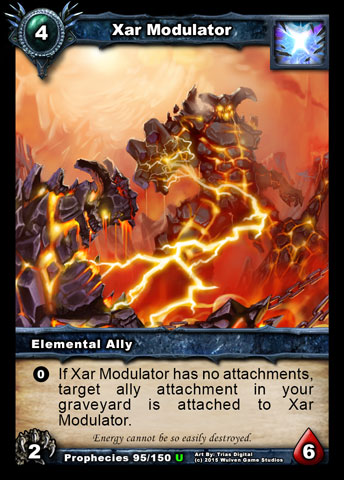 4
Xar Modulator
Elemental Ally
0 If Xar Modulator has no attachments,
target ally attachment in your
graveyard is attached to Xar
Modulator.
Energy cannot be so easily destroyed.
2
Prophecies 95/150 U
Art By: Trias Digital
(c) 2015 Wulven Game Studios
6